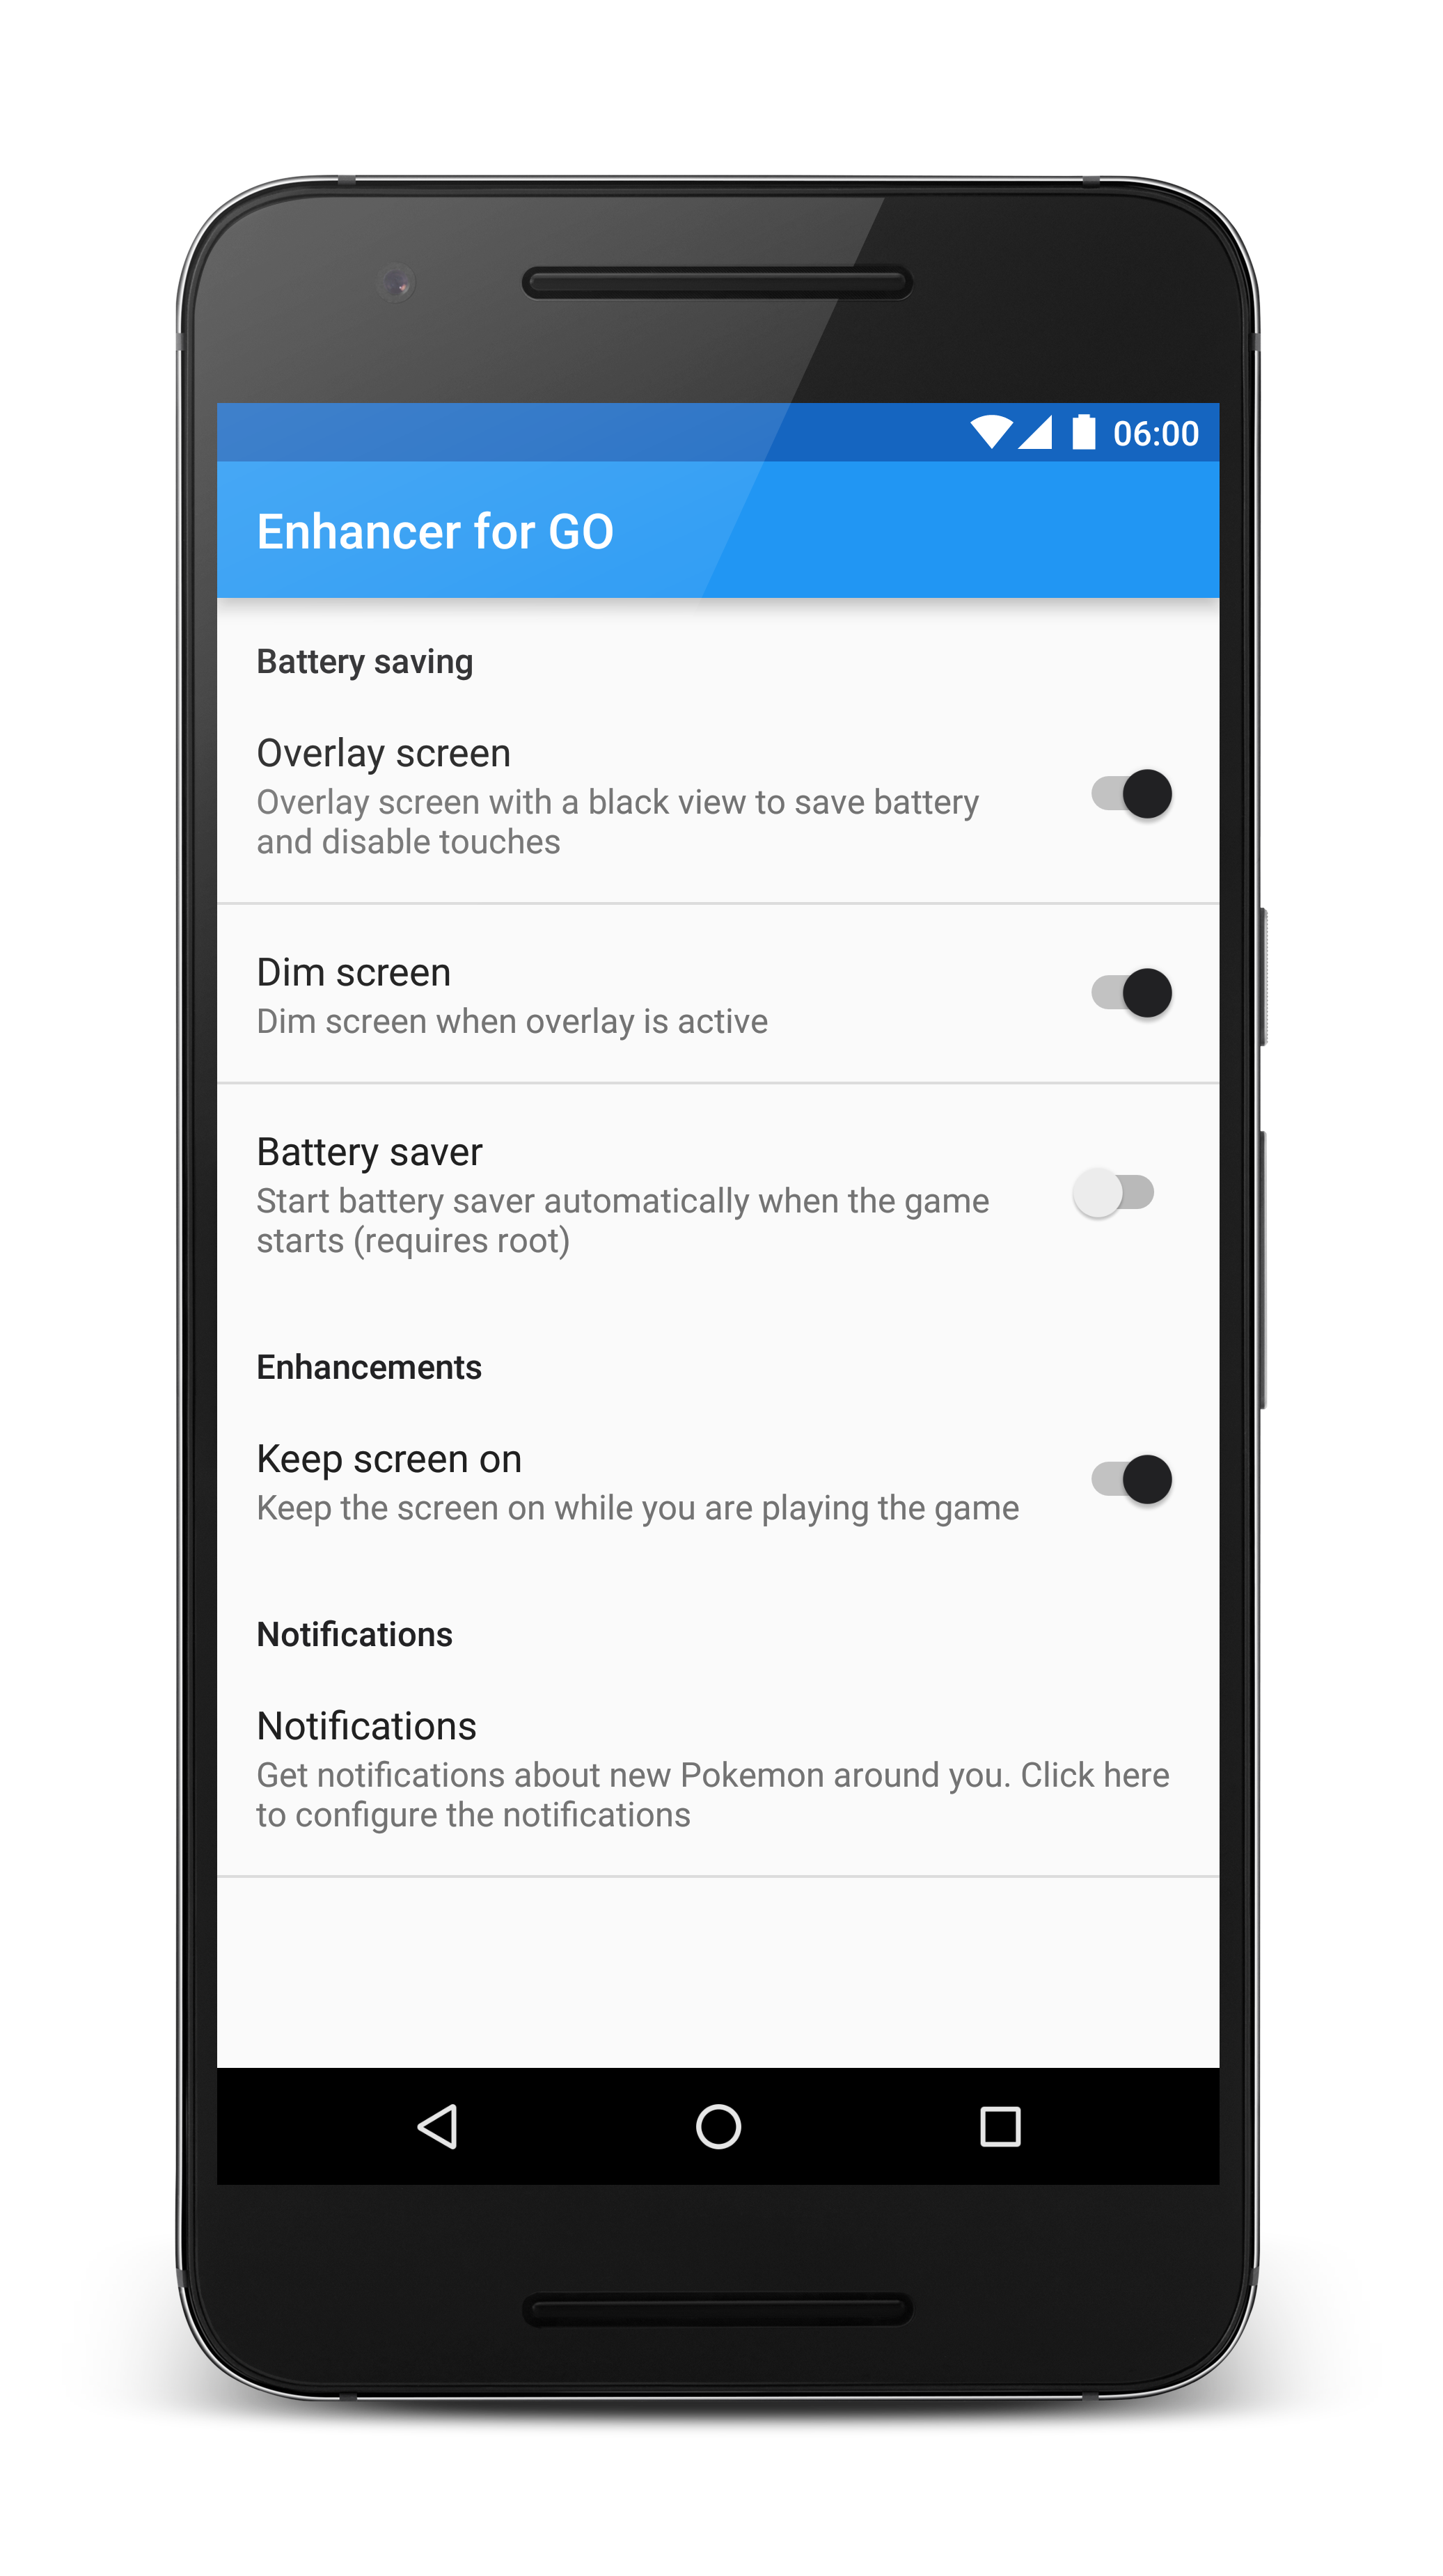 06:00
Enhancer for GO
Battery saving
Overlay screen
Overlay screen with a black view to save battery
and disable touches
Dim screen
Dim screen when overlay is active
Battery saver
Start battery saver automatically when the game
starts (requires root)
Enhancements
Keep screen on
Keep the screen on while you are playing the game
Notifications
Notifications
Get notifications about new Pokemon around you. Click here
to configure the notifications